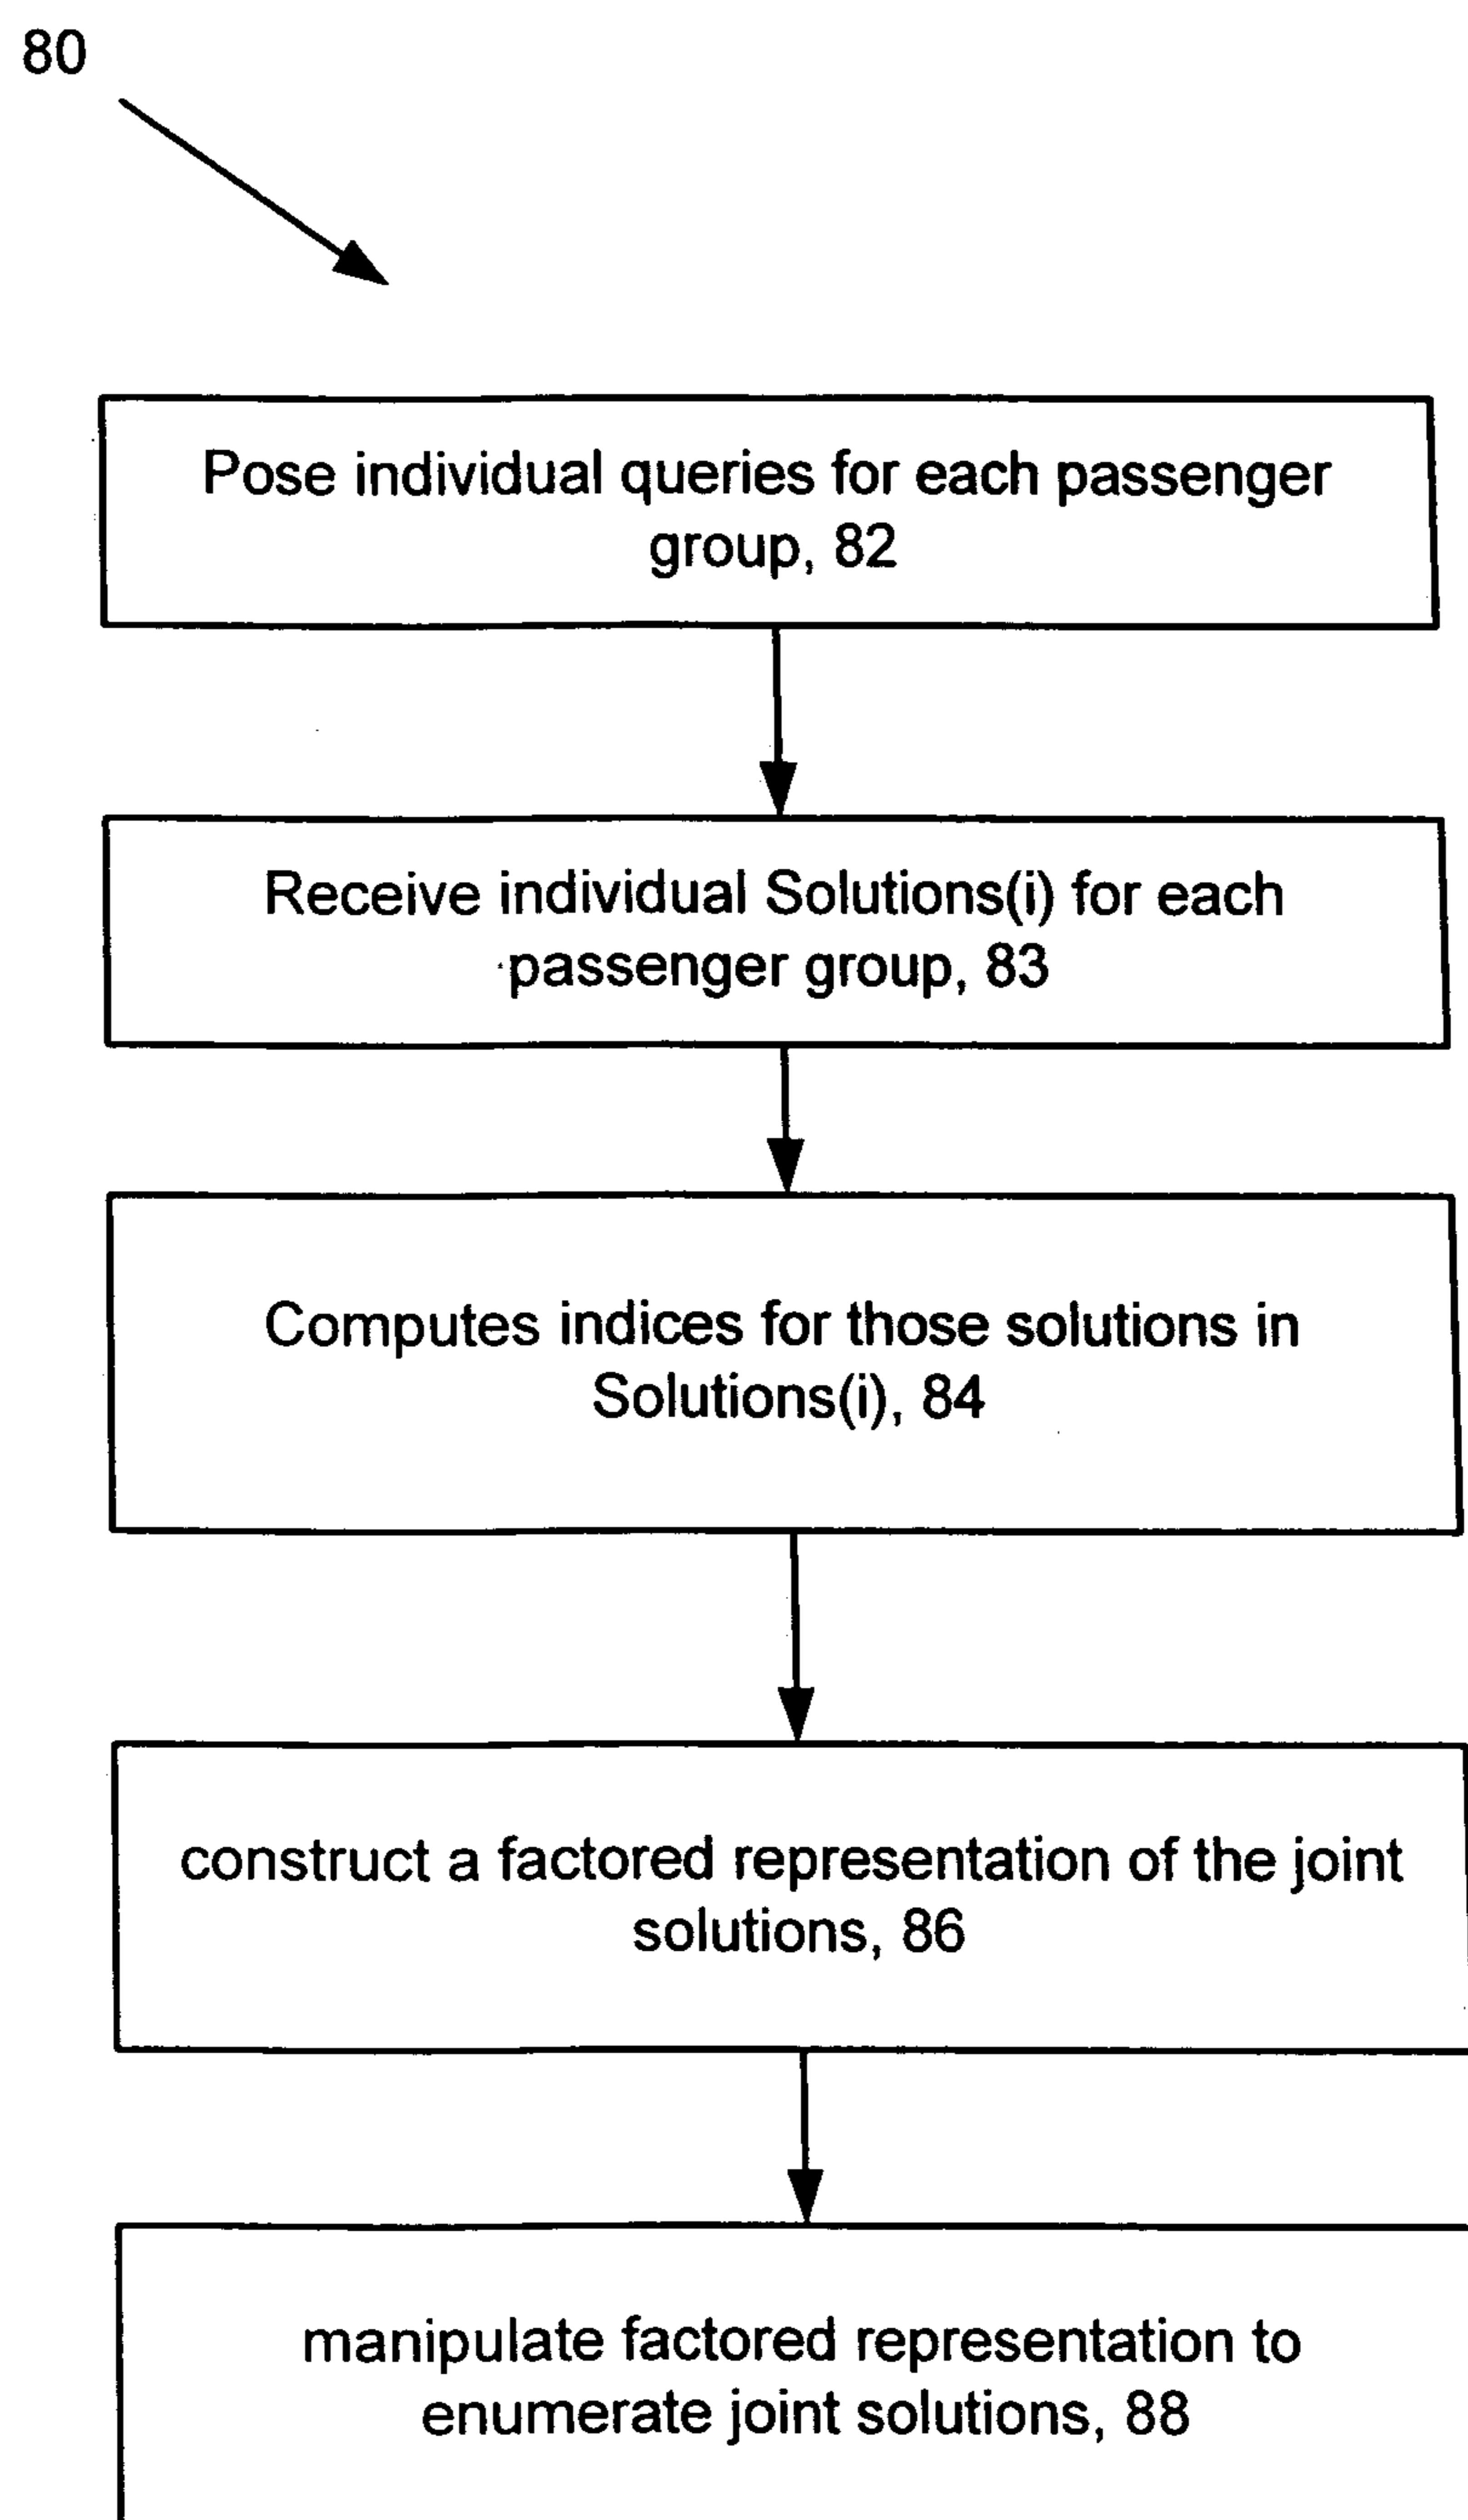 80
Pose individual queries for each passenger
group, 82
Receive individual Solutions(i) for each
passenger group, 83
Computes indices for those solutions in
Solutions(i), 84
construct a factored representation of the joint
solutions, 86
manipulate factored representation to
enumerate joint solutions, 88